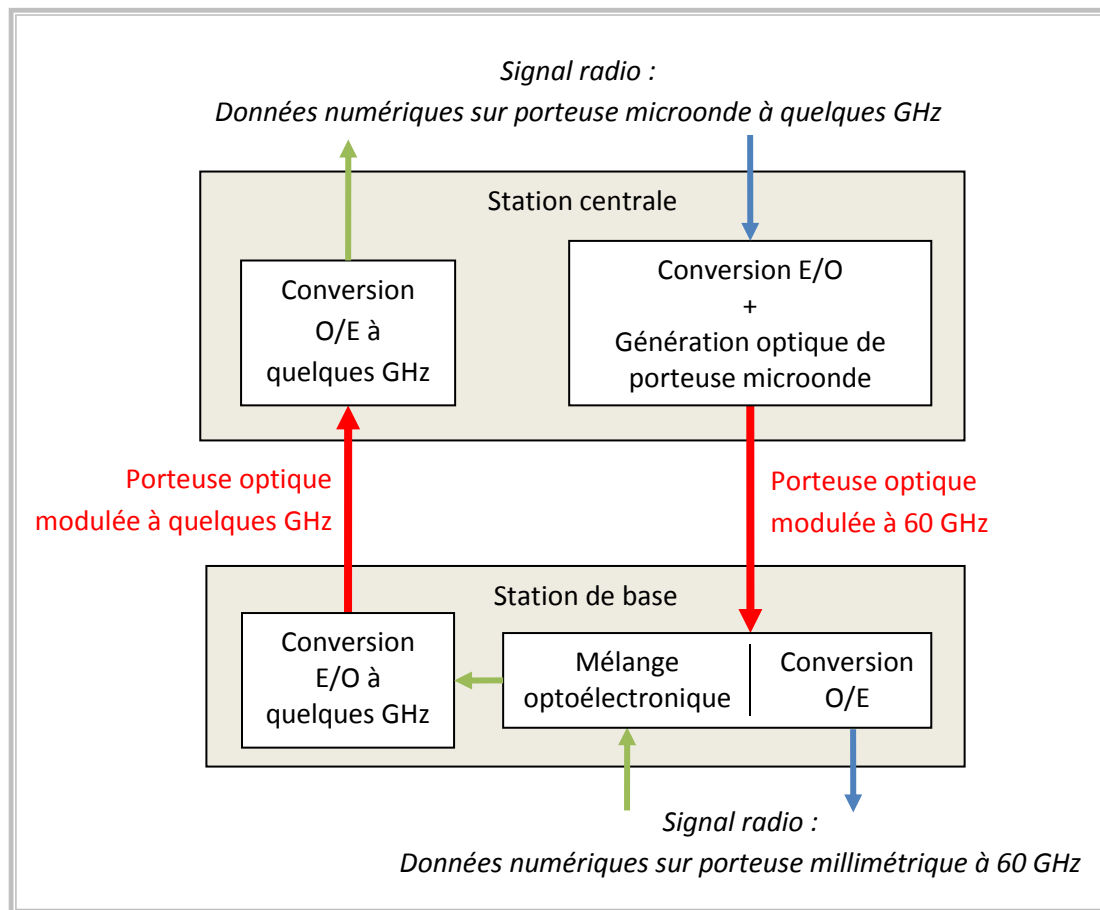 Signal radio :
Données numériques sur porteuse microonde à quelques GHz
Station centrale
Conversion
O/E à
quelques GHz
Conversion E/O
+
Génération optique de
porteuse microonde
Porteuse optique
modulée à quelques GHz
Porteuse optique
modulée à 60 GHz
Station de base
Conversion
E/O à
quelques GHz
Mélange
optoélectronique
Conversion
O/E
Signal radio :
Données numériques sur porteuse millimétrique à 60 GHz